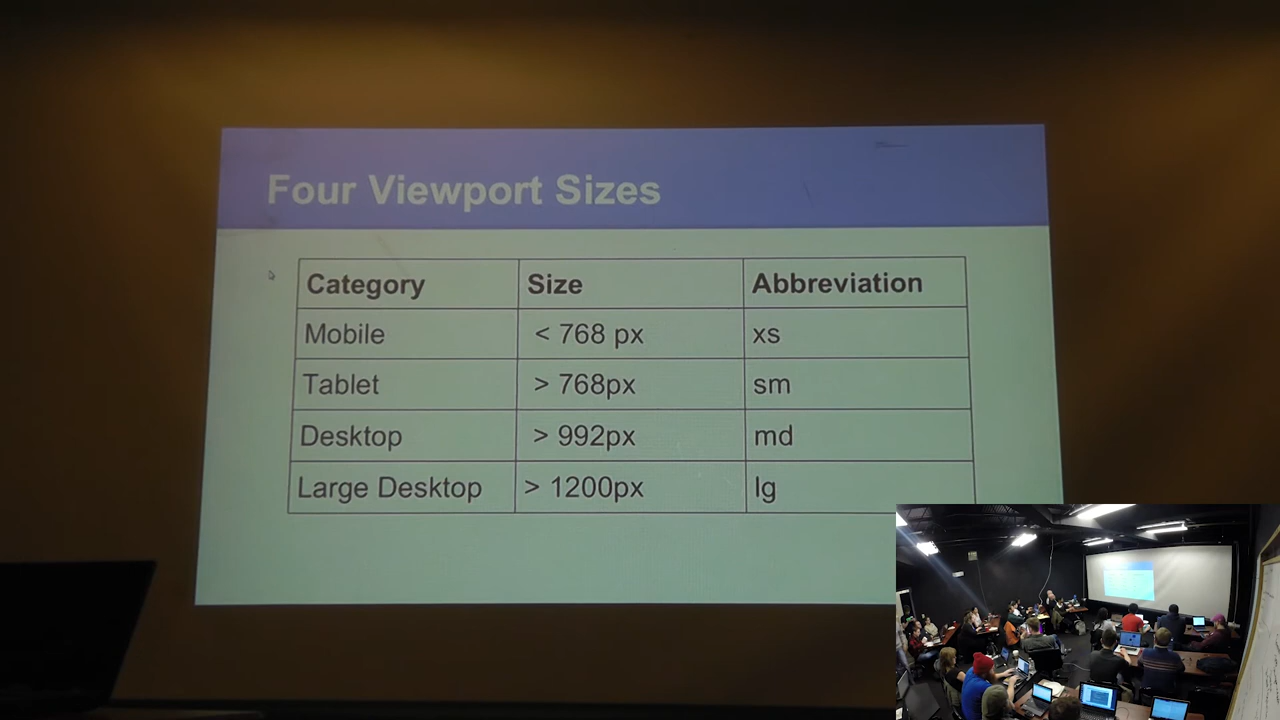 Four Viewport Sizes
Category Size Abbreviation
Mobile < 768 px xs
Tablet > 768px sm
Desktop > 992px md
Large Desktop > 1200px lg